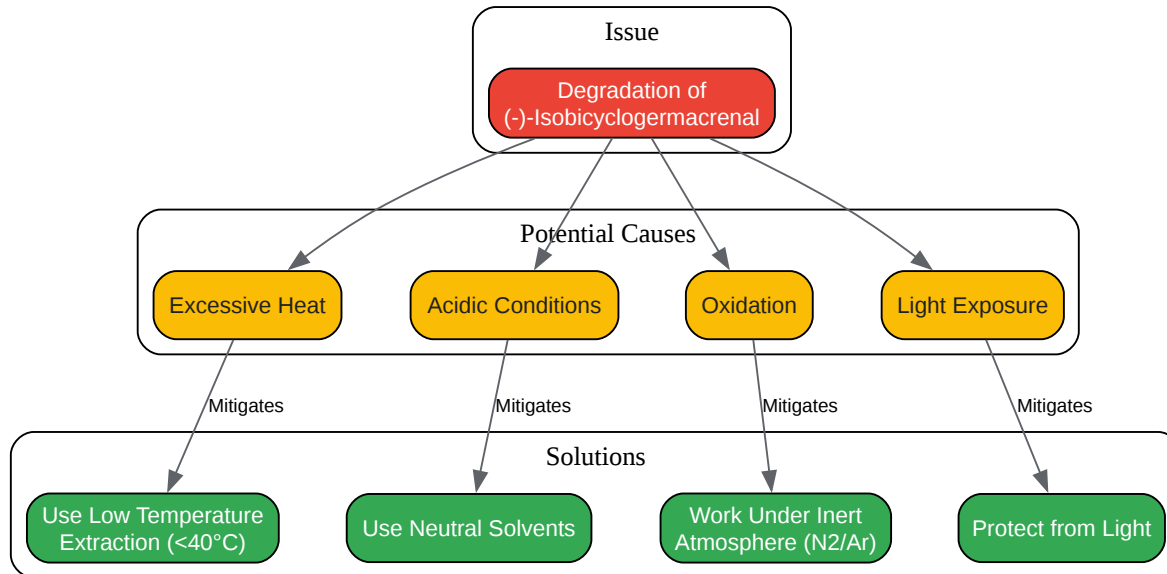 Issue
Degradation of
(-)-Isobicyclogermacrenal
Potential Causes
Excessive Heat
Acidic Conditions
Oxidation
Light Exposure
Mitigates
Mitigates
Mitigates
Mitigates
Solutions
Use Low Temperature
Extraction (<40°C)
Use Neutral Solvents
Work Under Inert
Atmosphere (N2/Ar)
Protect from Light